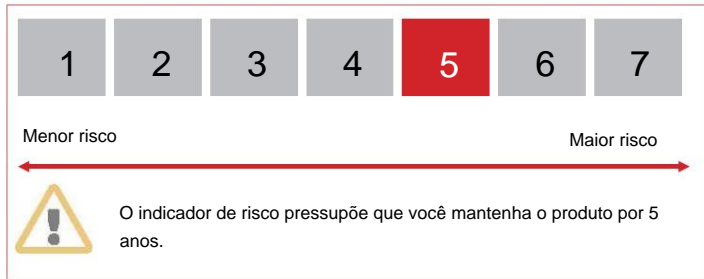 1 2 3 4 5 6 7
Menor risco Maior risco
O indicador de risco pressupõe que você mantenha o produto por 5
anos.